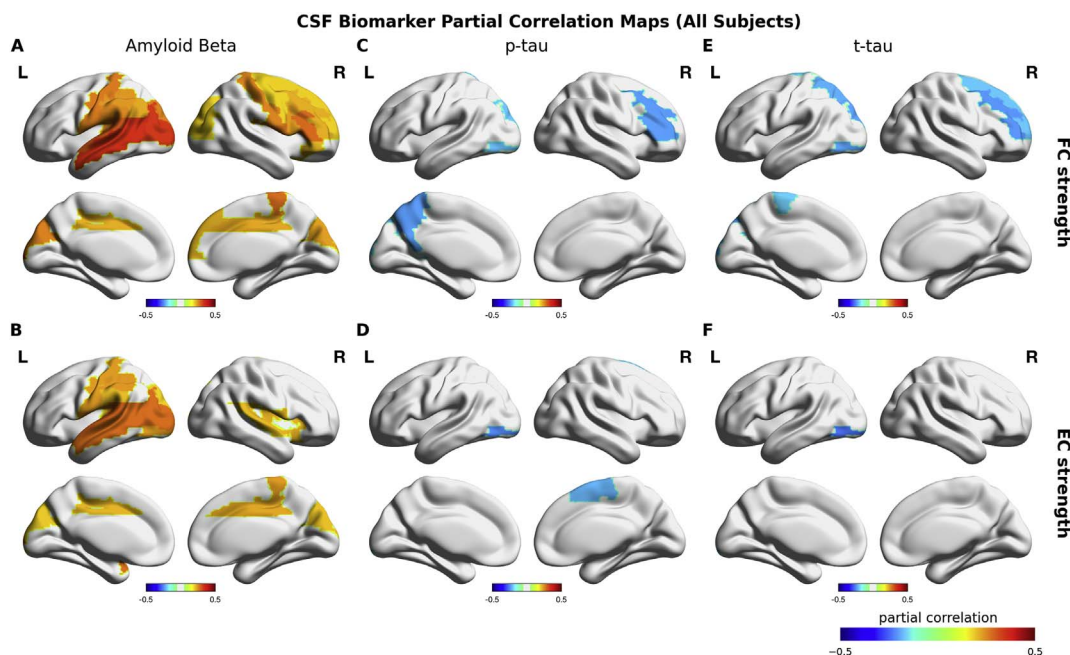 CSF Biomarker Partial Correlation Maps (All Subjects)
A Amyloid Beta C p-tau E t-tau
L R L R L R
FC strength
-0.5 0.5 -0.5 0.5 -0.5 0.5
B D F
L R L R L R
EC strength
-0.5 0.5 -0.5 0.5 -0.5 0.5
partial correlation
−0.5 0.5